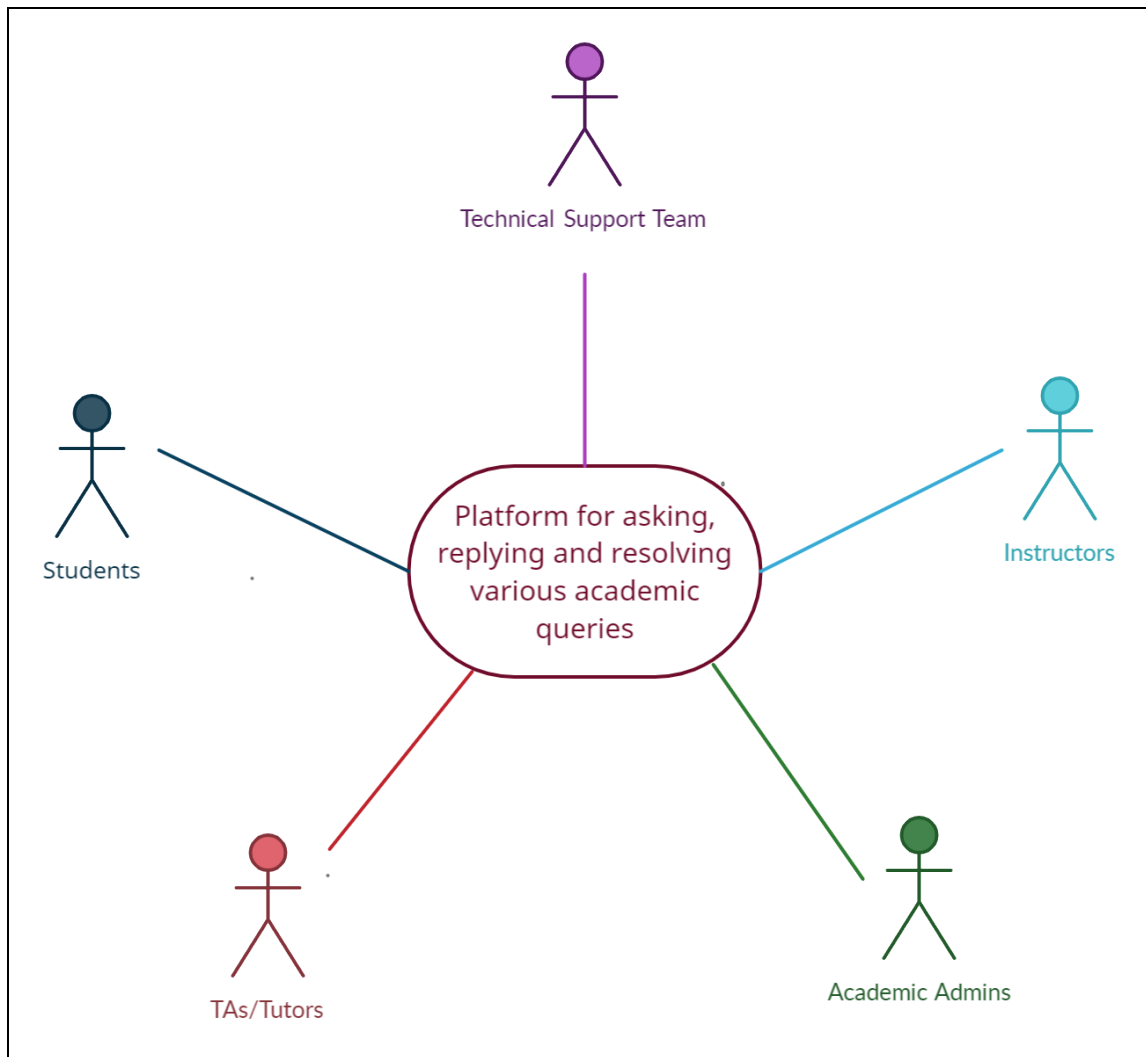 Technical Support Team
Students
Instructors
Platform for asking,
replying and resolving
various academic
queries
TAs/Tutors
Academic Admins